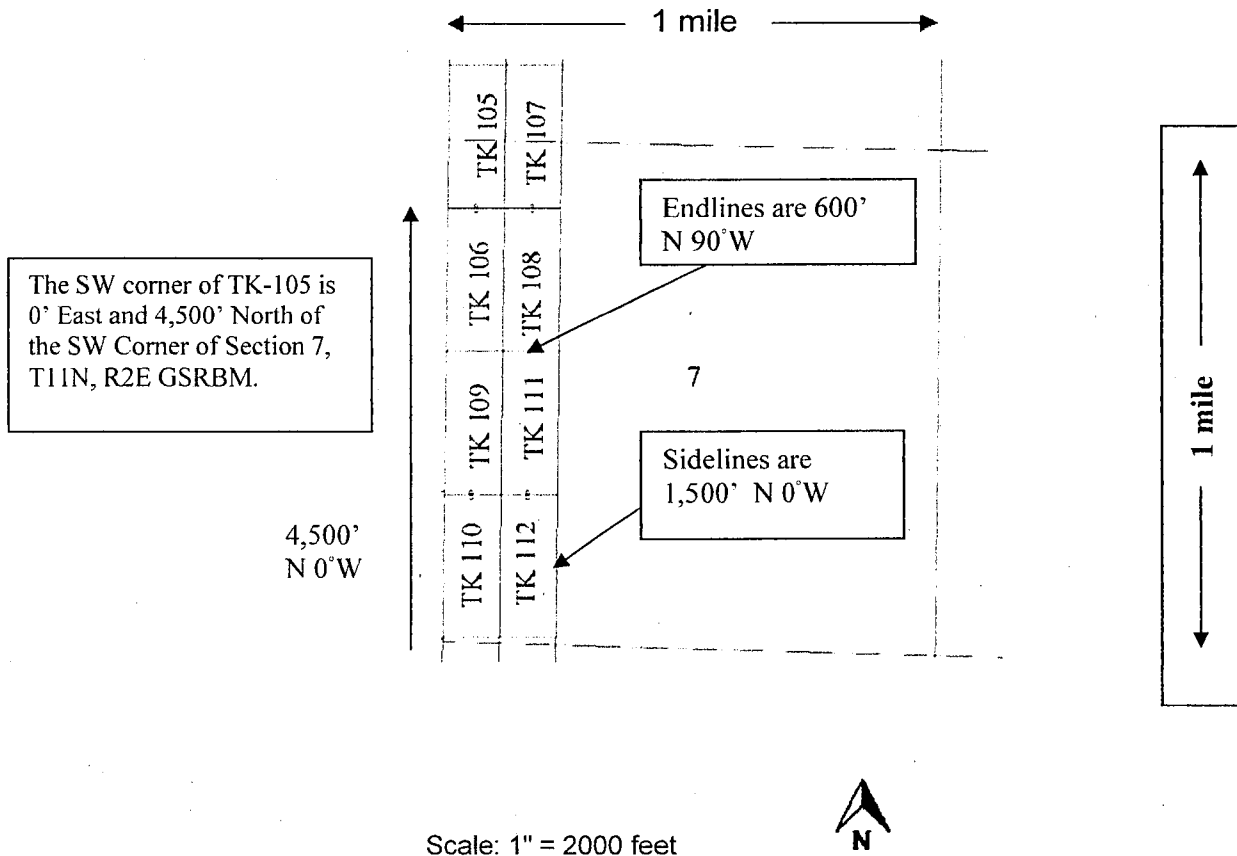 1 mile
TK 105
TK 107
Endlines are 600'
N 90°W
The SW corner of TK-105 is
0' East and 4,500' North of
the SW Corner of Section 7,
T11N, R2E GSRBM.
TK 106
TK 108
7
1 mile
TK 109
TK 111
Sidelines are
1,500' N 0°W
4,500'
N 0°W
TK 110
TK 112
N
Scale: 1" = 2000 feet